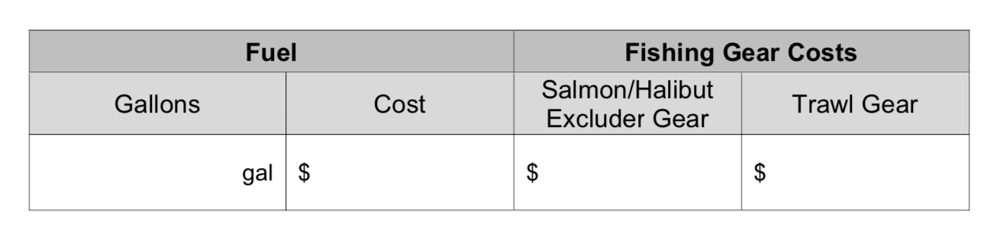 Fuel
Fishing Gear Costs
Gallons
Cost
Salmon/Halibut
Excluder Gear
Trawl Gear
gal
$
$
$